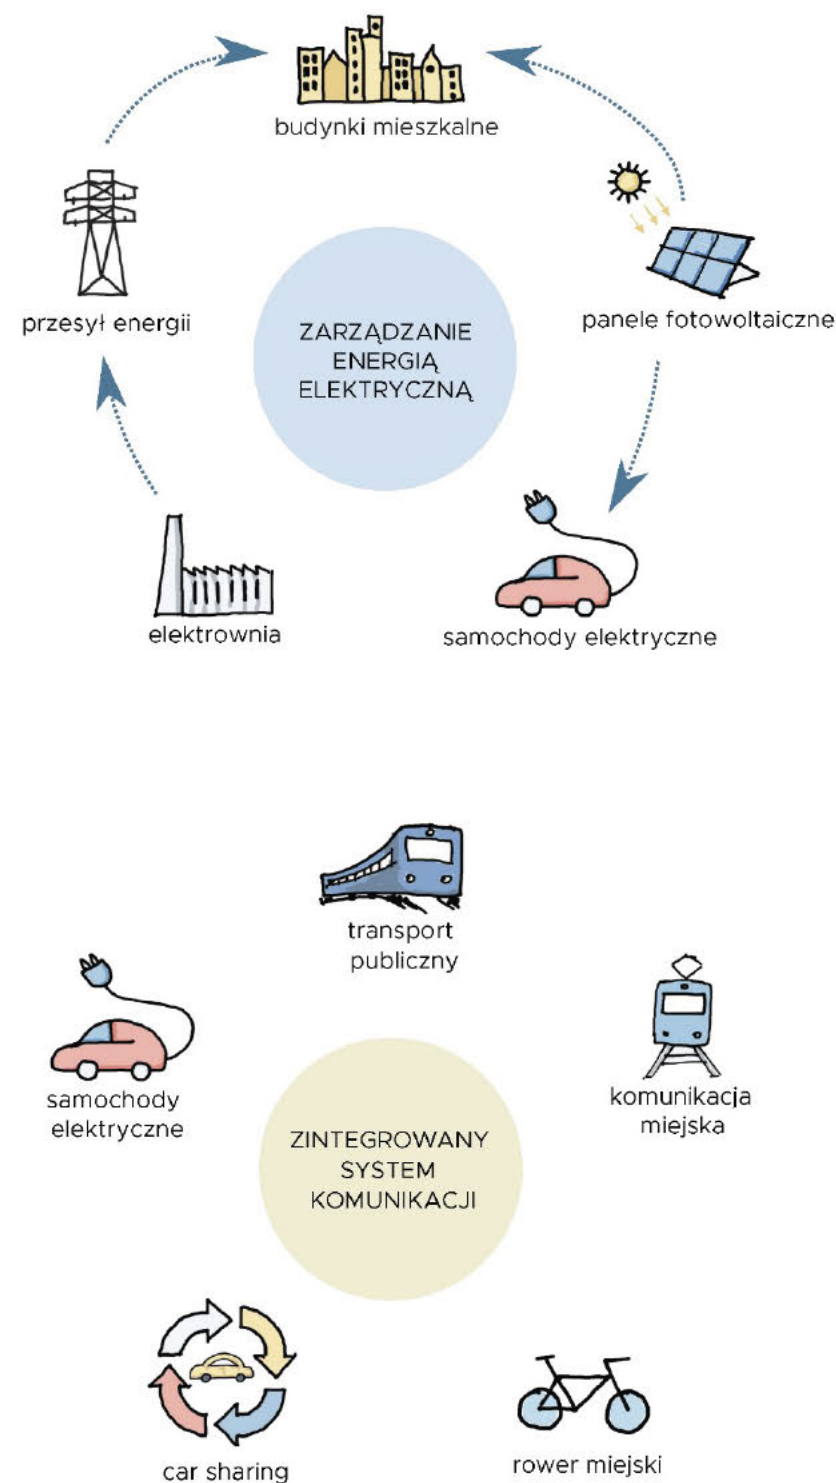 budynki mieszkalne
przesył energii
panele fotowoltaiczne
ZARZĄDZANIE
ENERGIĄ
ELEKTRYCZNĄ
elektrownia
samochody elektryczne
transport
publiczny
samochody
elektryczne
komunikacja
miejska
ZINTEGROWANY
SYSTEM
KOMUNIKACJI
car sharing
rower miejski